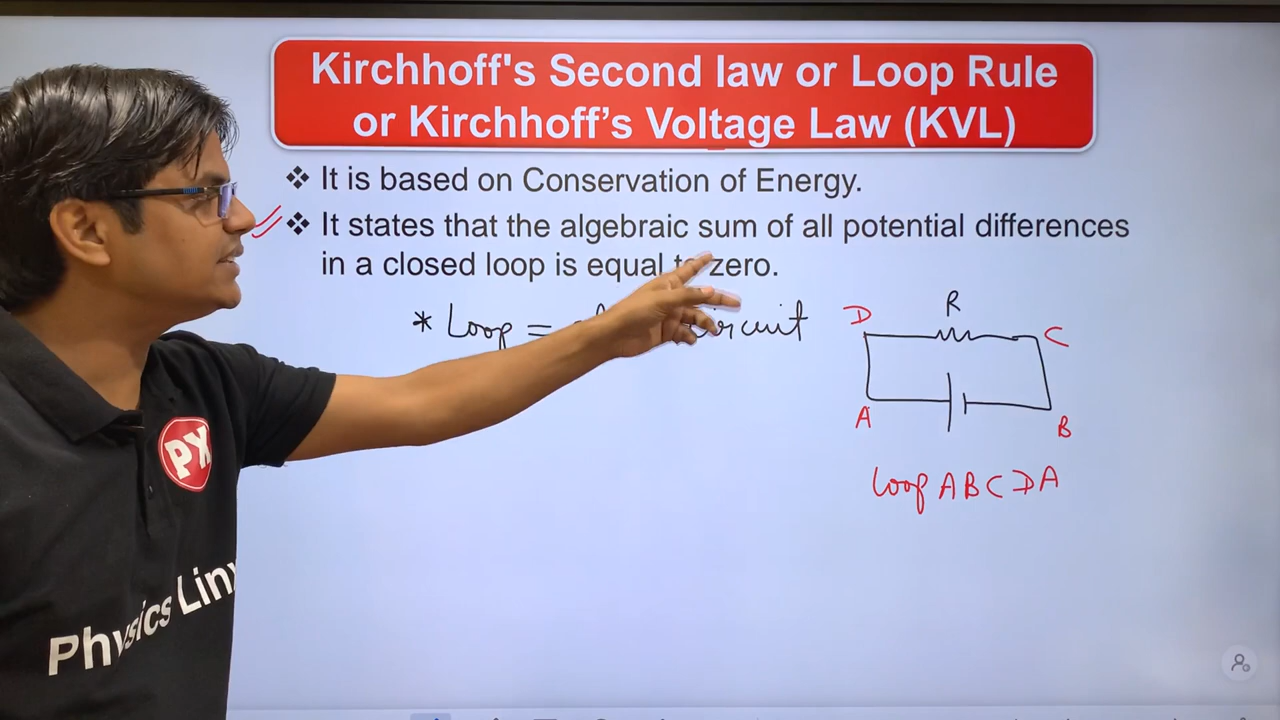 Kirchhoff's Second law or Loop Rule
or Kirchhoff’s Voltage Law (KVL)
❖ It is based on Conservation of Energy.
❖ It states that the algebraic sum of all potential differences
in a closed loop is equal zero.
* Loop = circuit
D
R
C
A
B
Loop ABCDA
PX
Physics